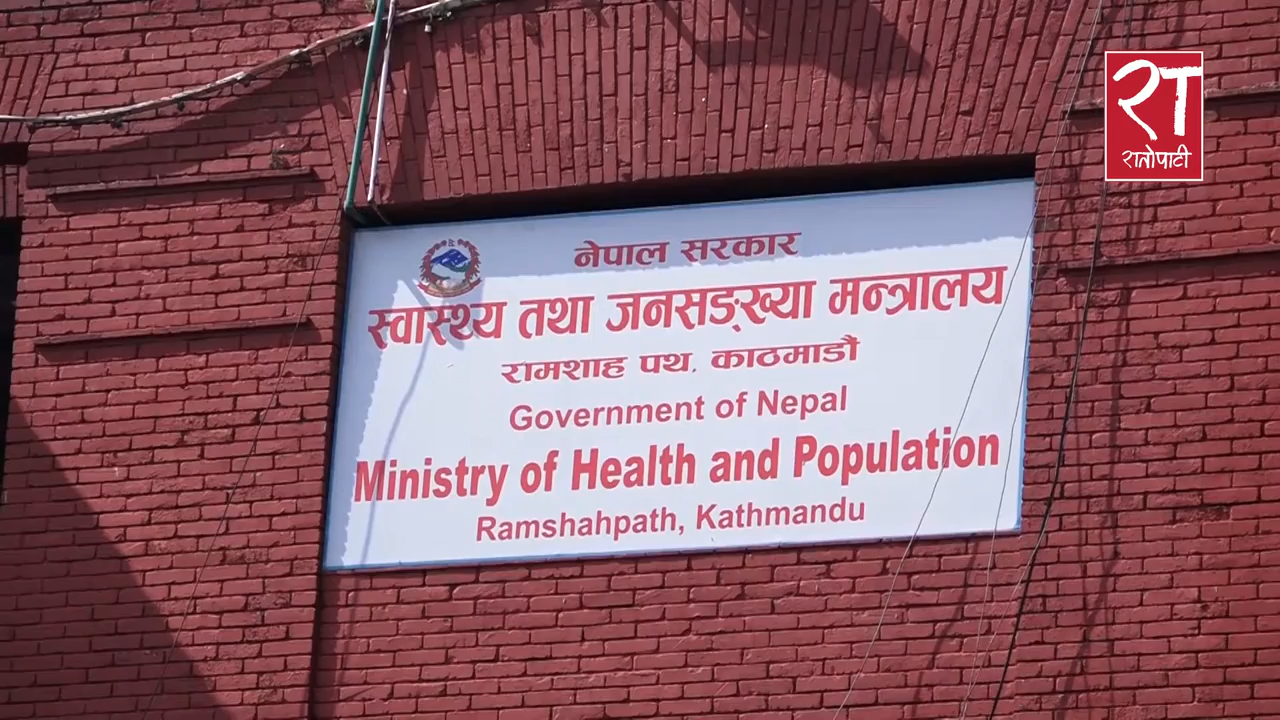 नेपाल सरकार
स्वास्थ्य तथा जनसङ्ख्या मन्त्रालय
रामशाह पथ, काठमाडौं
Government of Nepal
Ministry of Health and Population
Ramshahpath, Kathmandu
रा
रातोपाटी